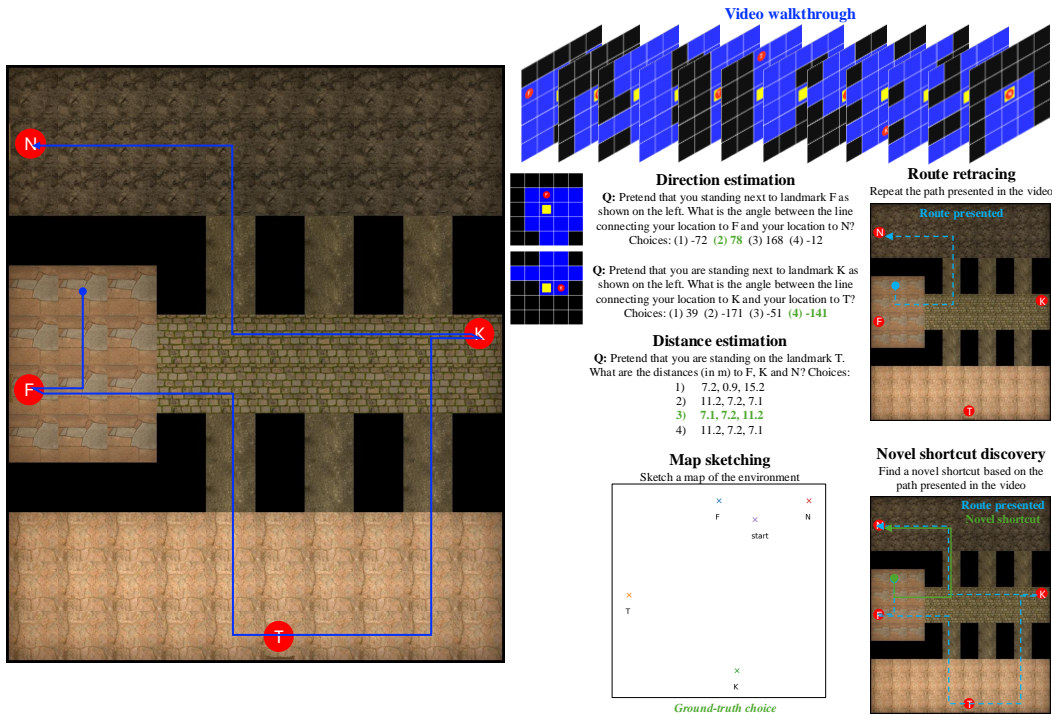 Video walkthrough
N
F
K
T
F
Direction estimation
Q: Pretend that you standing next to landmark F as
shown on the left. What is the angle between the line
connecting your location to F and your location to N?
Choices: (1) -72 (2) 78 (3) 168 (4) -12
F
Q: Pretend that you are standing next to landmark K as
shown on the left. What is the angle between the line
connecting your location to K and your location to T?
Choices: (1) 39 (2) -171 (3) -51 (4) -141
K
Distance estimation
Q: Pretend that you are standing on the landmark T.
What are the distances (in m) to F, K and N? Choices:
1) 7.2, 0.9, 15.2
2) 11.2, 7.2, 7.1
3) 7.1, 7.2, 11.2
4) 11.2, 7.2, 7.1
Map sketching
Sketch a map of the environment
F
N
start
T
K
Ground-truth choice
Route retracing
Repeat the path presented in the video
Route presented
N
K
F
T
Novel shortcut discovery
Find a novel shortcut based on the
path presented in the video
Route presented
Novel shortcut
N
K
F
T